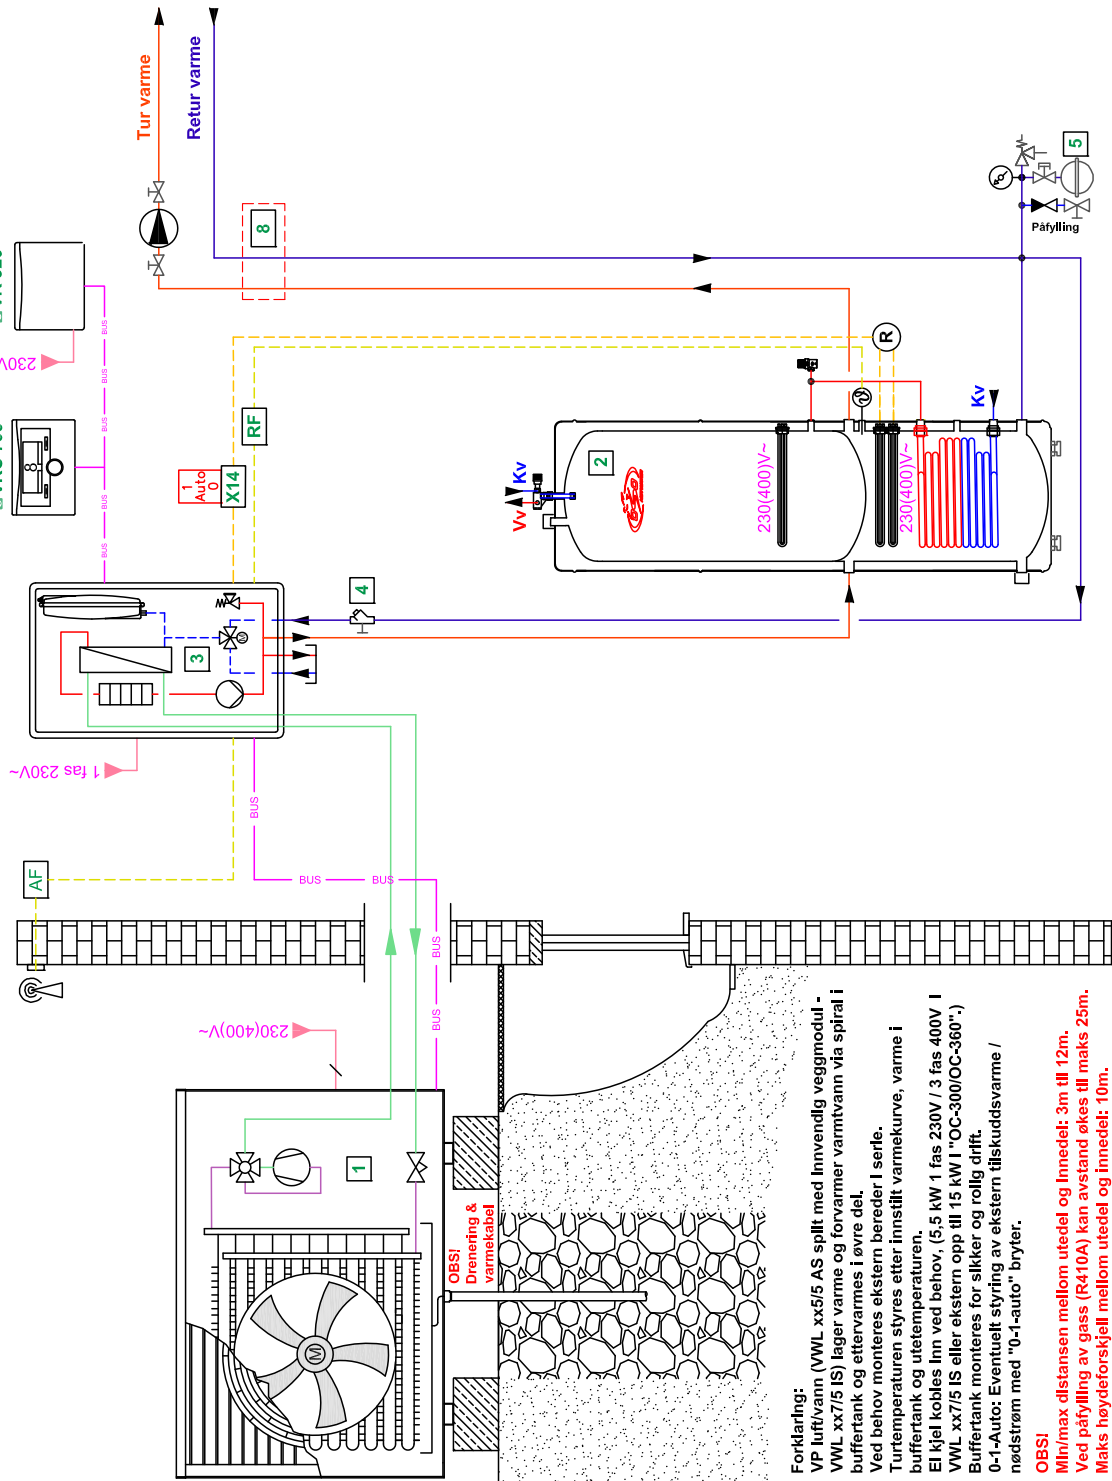 Tur varme
Retur varme
8
5
Påfylling
230V~
BUS
BUS
BUS
BUS
BUS
RF
1
Auto
0
X14
R
Kv
Vv
Kv
2
230(400)V~
230(400)V~
3
4
1 fas 230V~
BUS
BUS
BUS
BUS
BUS
AF
M
230(400)V~
1
M
OBS!
Drenering &
varmekabel
Forklaring:
VP luft/vann (VWL xx5/5 AS split med innvendig veggmodul -
VWL xx7/5 IS) lager varme og forvarmer varmtvann via spiral i
buffertank og ettervarmes i øvre del.
Ved behov monteres ekstern bereder i serie.
Turtemperaturen styres etter innstilt varmekurve, varme i
buffertank og utetemperaturen.
El kjel kobles inn ved behov, (5,5 kW 1 fas 230V / 3 fas 400V i
VWL xx7/5 IS eller ekstern opp til 15 kW i "OC-300/OC-360".)
Buffertank monteres for sikker og rolig drift.
0-1-Auto: Eventuelt styring av ekstern tilskuddsvarme /
nødstrøm med "0-1-auto" bryter.
OBS!
Min/max distansen mellom utedel og innedel: 3m til 12m.
Ved påfylling av gass (R410A) kan avstand økes til maks 25m.
Maks høydeforskjell mellom utedel og innedel: 10m.